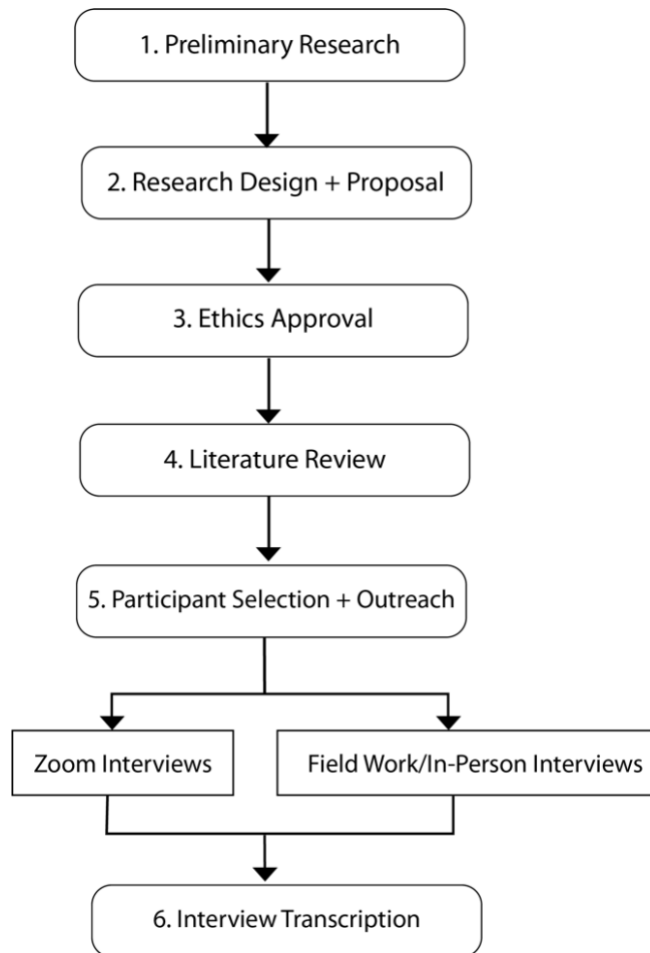 1. Preliminary Research
2. Research Design + Proposal
3. Ethics Approval
4. Literature Review
5. Participant Selection + Outreach
Zoom Interviews
Field Work/In-Person Interviews
6. Interview Transcription